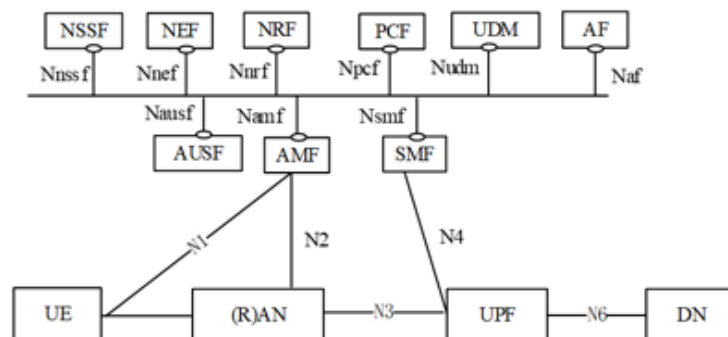 NSSF NEF NRF PCF UDM AF
Nnssf Nnef Nnrf Npcf Nudm Naf
Nausf Namf Nsmf
AUSF AMF SMF
N1 N2 N4
UE (R)AN N3 UPF N6 DN